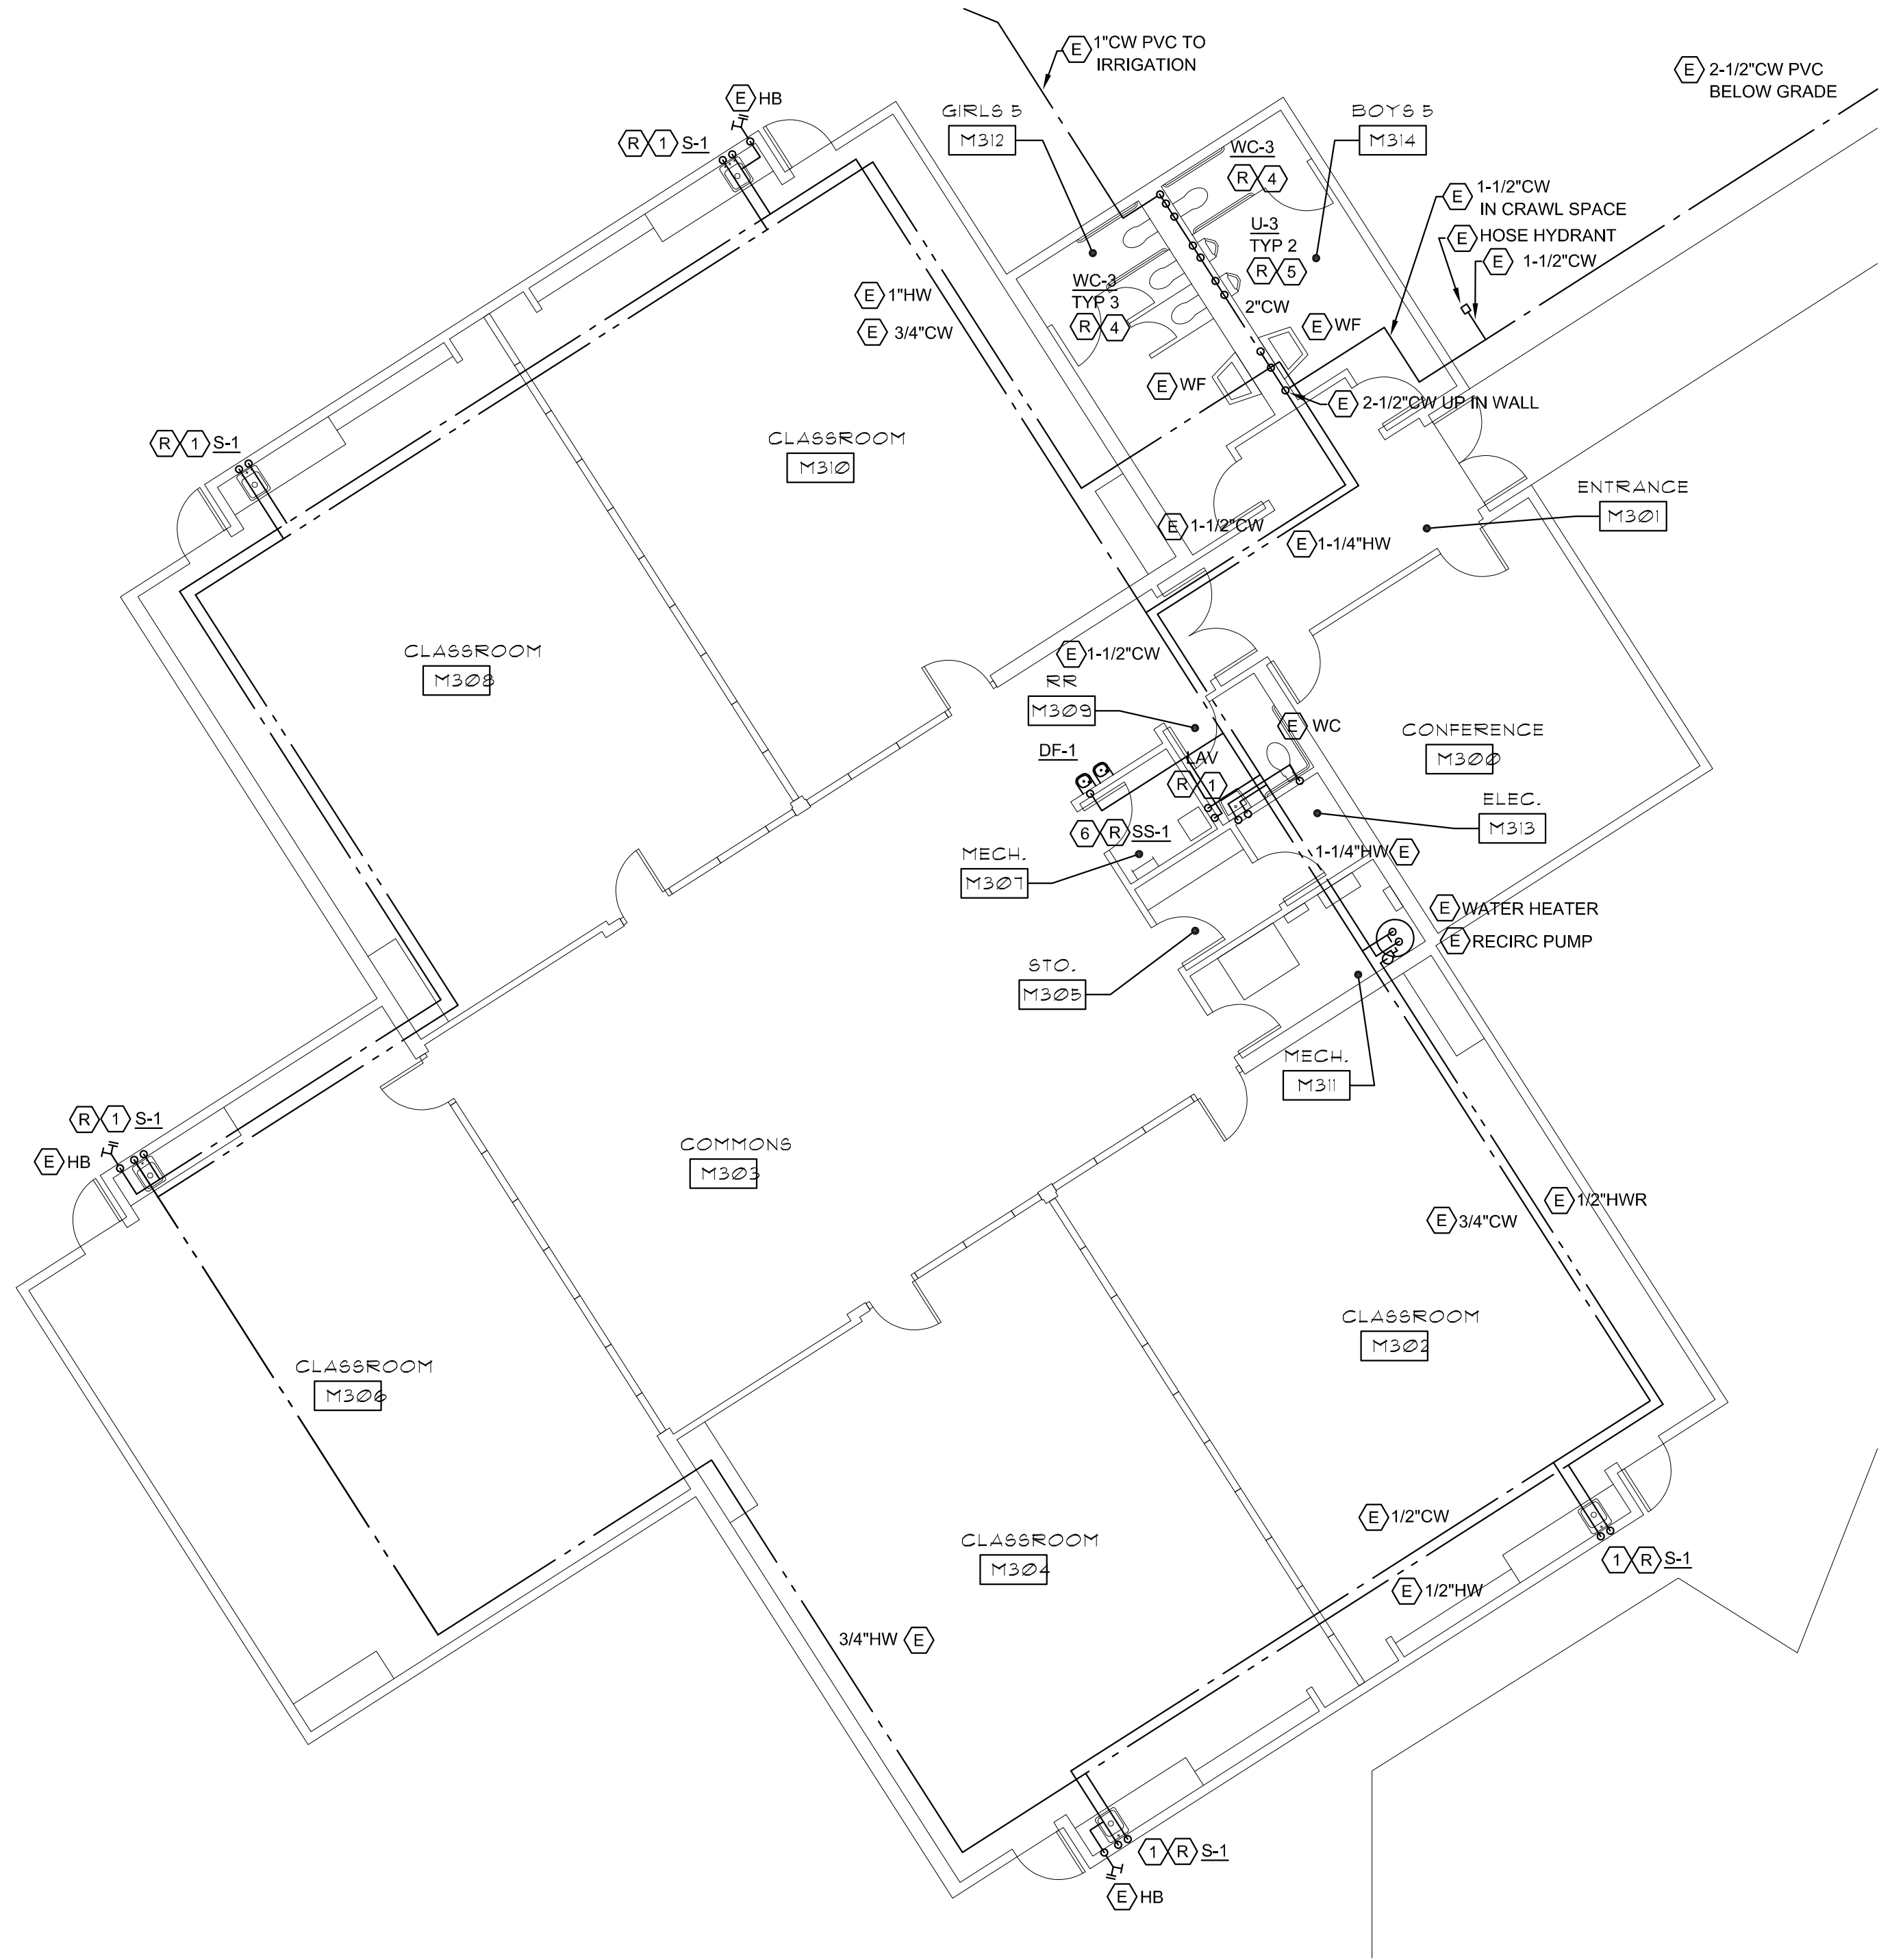 E 1"CW PVC TO
IRRIGATION
E 2-1/2"CW PVC
BELOW GRADE
E HB
R 1 S-1
GIRLS 5
M312
BOYS 5
M314
WC-3
R 4
E 1-1/2"CW
IN CRAWL SPACE
E HOSE HYDRANT
E 1-1/2"CW
U-3
TYP 2
R 5
WC-3
TYP 3
R 4
2"CW
E 1"HW
E 3/4"CW
E WF
E WF
E 2-1/2"CW UP IN WALL
R 1 S-1
CLASSROOM
M310
ENTRANCE
M301
E 1-1/2"CW
E 1-1/4"HW
CLASSROOM
M308
E 1-1/2"CW
RR
M309
E WC
CONFERENCE
M300
DF-1
LAV
R 1
ELEC.
M313
6 R SS-1
MECH.
M307
1-1/4"HW E
E WATER HEATER
E RECIRC PUMP
STO.
M305
MECH.
M311
R 1 S-1
E HB
COMMONS
M303
E 1/2"HWR
E 3/4"CW
CLASSROOM
M302
CLASSROOM
M306
E 1/2"CW
CLASSROOM
M304
1 R S-1
E 1/2"HW
3/4"HW E
1 R S-1
E HB